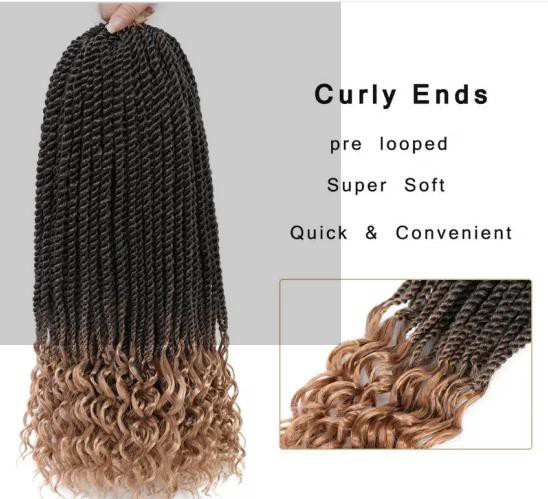 Curly Ends
pre looped
Super Soft
Quick & Convenient